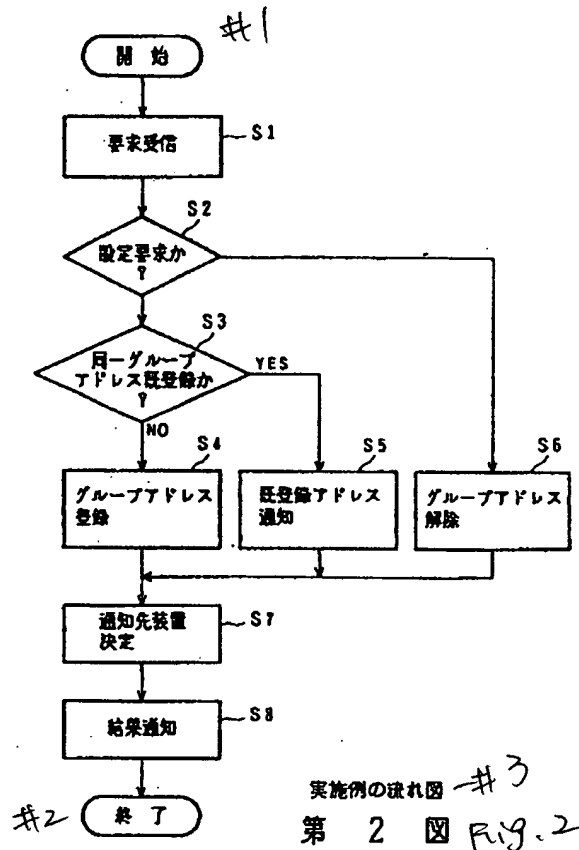 #1
開始
要求受信
S1
S2
設定要求か
?
S3
同一グループ
アドレス既登録か
?
YES
NO
S4
グループアドレス
登録
S5
既登録アドレス
通知
S6
グループアドレス
解除
通知先装置
決定
S7
結果通知
S8
#2
終了
実施例の流れ図
#3
第 2 図
Fig. 2